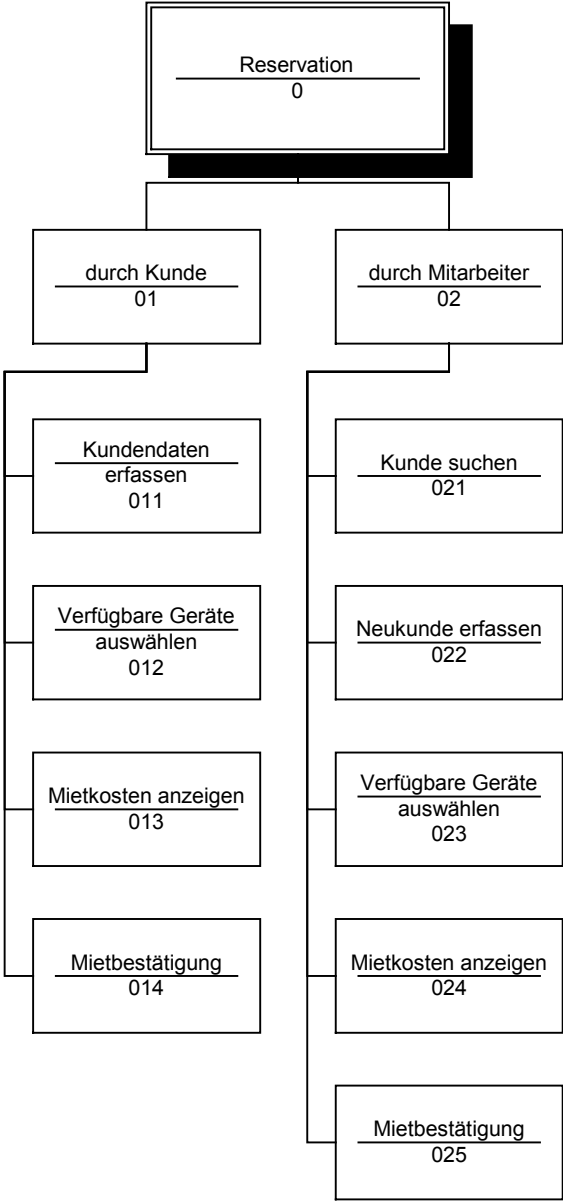 Reservation
0
durch Kunde
01
durch Mitarbeiter
02
Kundendaten
erfassen
011
Kunde suchen
021
Verfügbare Geräte
auswählen
012
Neukunde erfassen
022
Mietkosten anzeigen
013
Verfügbare Geräte
auswählen
023
Mietbestätigung
014
Mietkosten anzeigen
024
Mietbestätigung
025